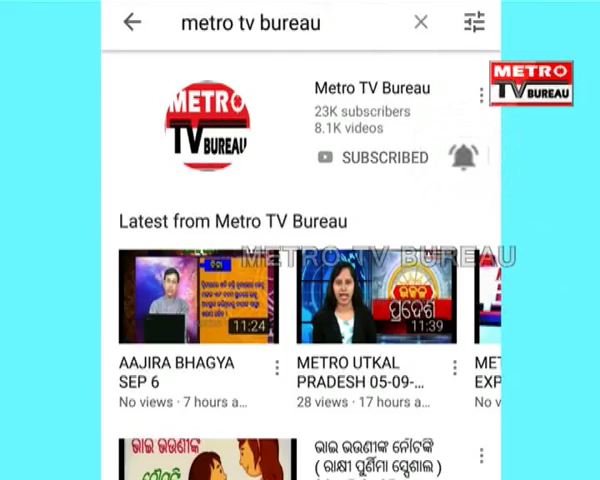 metro tv bureau
METRO
TV BUREAU
Metro TV Bureau
23K subscribers
8.1K videos
SUBSCRIBED
METRO
TV BUREAU
Latest from Metro TV Bureau
METRO TV BUREAU
11:24
ଉତ୍କଳ
ପ୍ରଦେଶ
11:39
AAJIRA BHAGYA
SEP 6
No views · 7 hours a...
METRO UTKAL
PRADESH 05-09-...
28 views · 17 hours a...
MET
EXP
No v
ଭାଇ ଭଉଣୀଙ୍କ
ନୌଟଙ୍କି
ଭାଇ ଭଉଣୀଙ୍କ ନୌଟଙ୍କି
( ରାକ୍ଷୀ ପୁର୍ଣିମା ସ୍ପେଶାଲ )